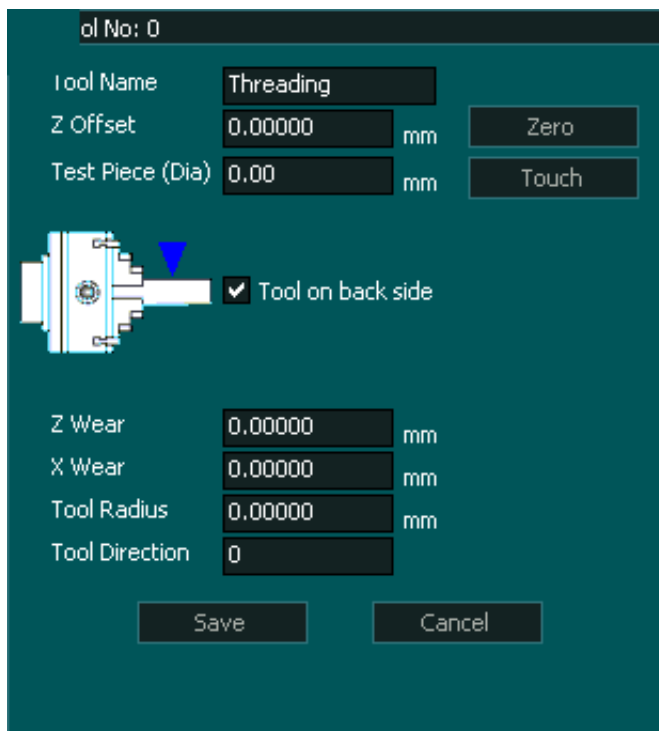 ol No: 0
Tool Name Threading
Z Offset 0.00000 mm Zero
Test Piece (Dia) 0.00 mm Touch
Tool on back side
Z Wear 0.00000 mm
X Wear 0.00000 mm
Tool Radius 0.00000 mm
Tool Direction 0
Save Cancel